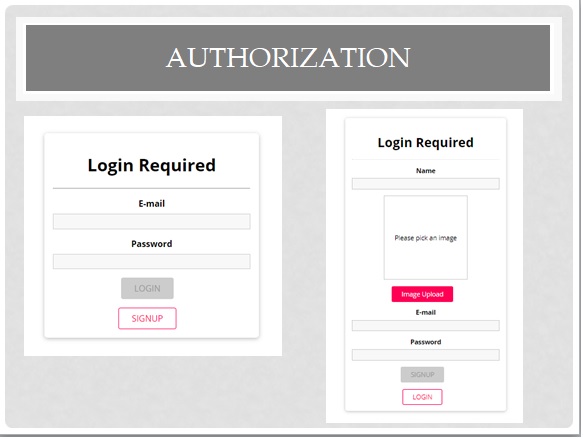 AUTHORIZATION
Login Required
E-mail
Password
LOGIN
SIGNUP
Login Required
Name
Please pick an image
Image Upload
E-mail
Password
SIGNUP
LOGIN